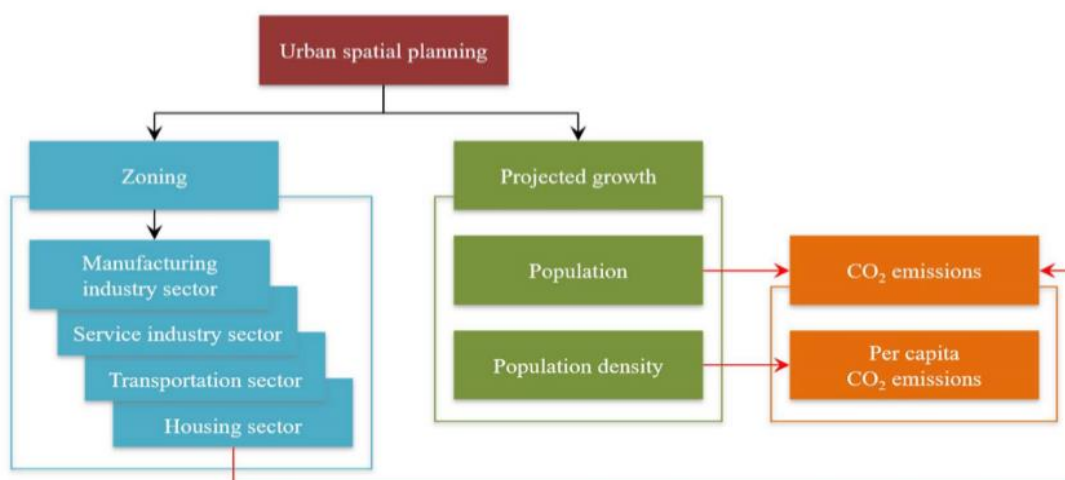 Urban spatial planning
Zoning
Manufacturing
industry sector
Service industry sector
Transportation sector
Housing sector
Projected growth
Population
Population density
CO₂ emissions
Per capita
CO₂ emissions